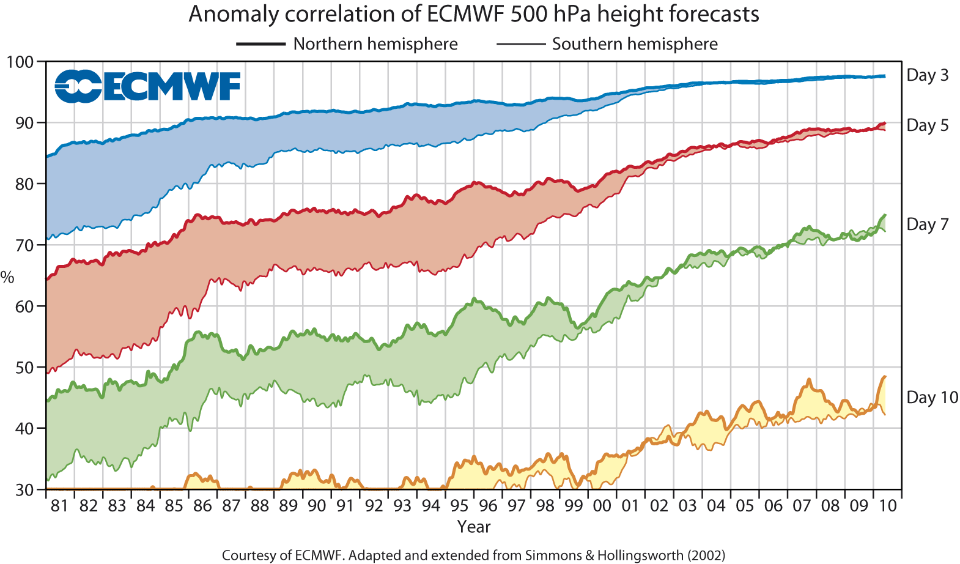 Anomaly correlation of ECMWF 500 hPa height forecasts
Northern hemisphere Southern hemisphere
ECMWF
100
90
80
70
60
50
40
30
%
Day 3
Day 5
Day 7
Day 10
81 82 83 84 85 86 87 88 89 90 91 92 93 94 95 96 97 98 99 00 01 02 03 04 05 06 07 08 09 10
Year
Courtesy of ECMWF. Adapted and extended from Simmons & Hollingsworth (2002)